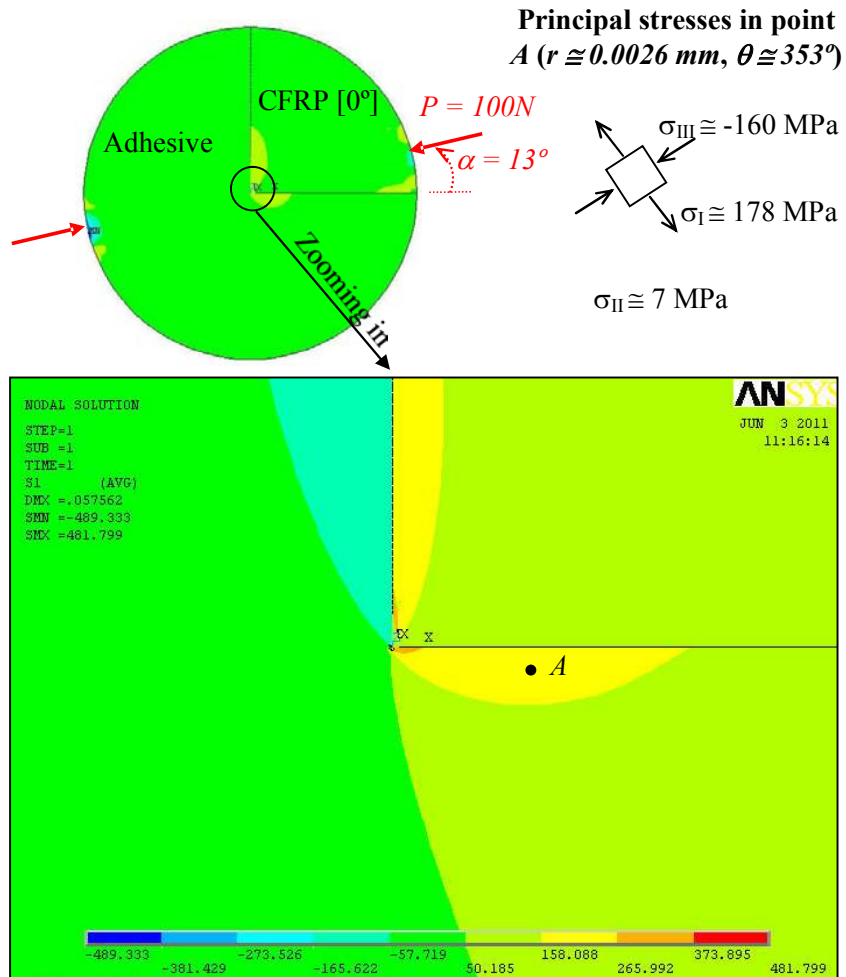 Principal stresses in point
A (r ≅ 0.0026 mm, θ ≅ 353º)
CFRP [0º]
P = 100N
Adhesive
α = 13º
σIII ≅ -160 MPa
σI ≅ 178 MPa
σII ≅ 7 MPa
Zooming in
NODAL SOLUTION
STEP=1
SUB =1
TIME=1
S1 (AVG)
DMX =.057562
SMN =-489.333
SMX =481.799
ANSYS
JUN 3 2011
11:16:14
X X
A
-489.333 -273.526 -57.719 158.088 373.895
-381.429 -165.622 50.185 265.992 481.799